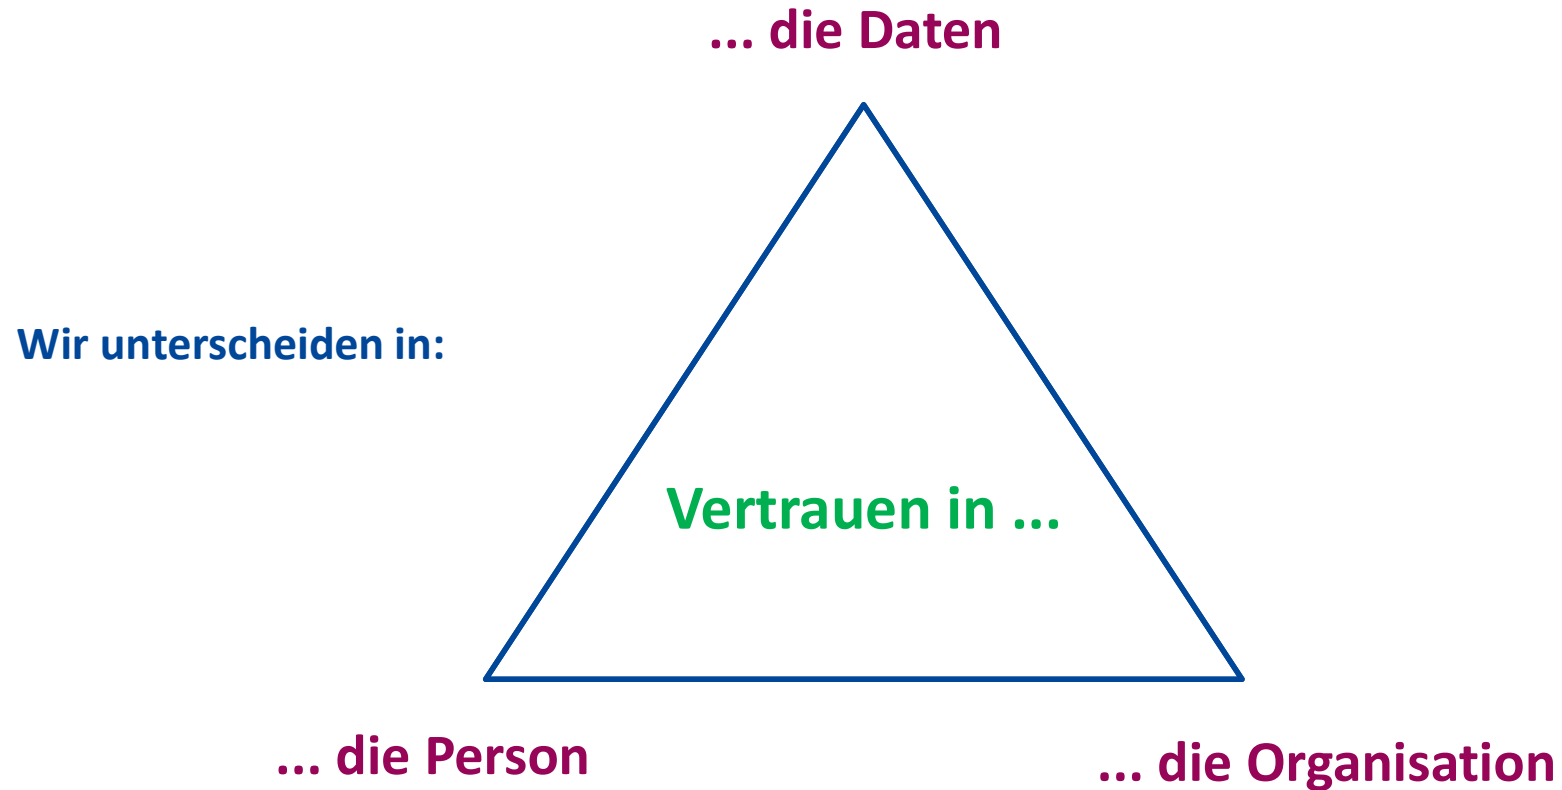 ... die Daten
Wir unterscheiden in:
Vertrauen in ...
... die Person
... die Organisation